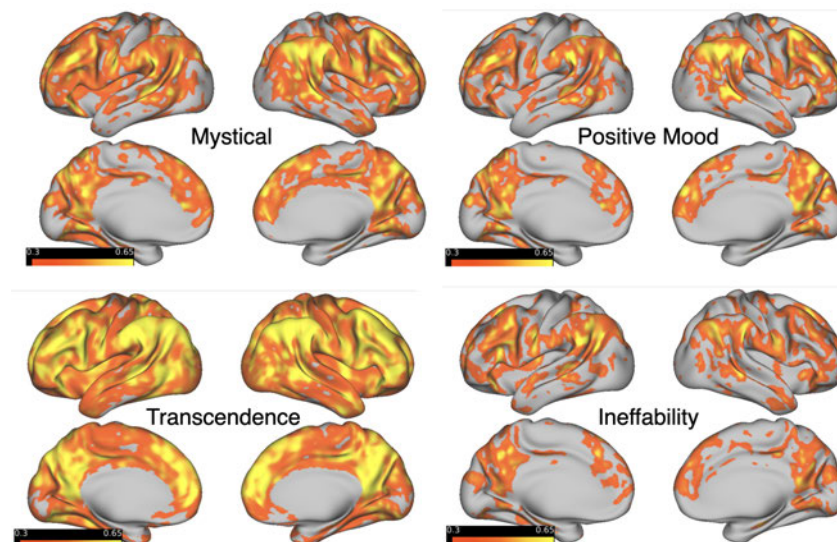 Mystical
Positive Mood
0.3 0.65
0.3 0.65
Transcendence
Ineffability
0.3 0.65
0.3 0.65